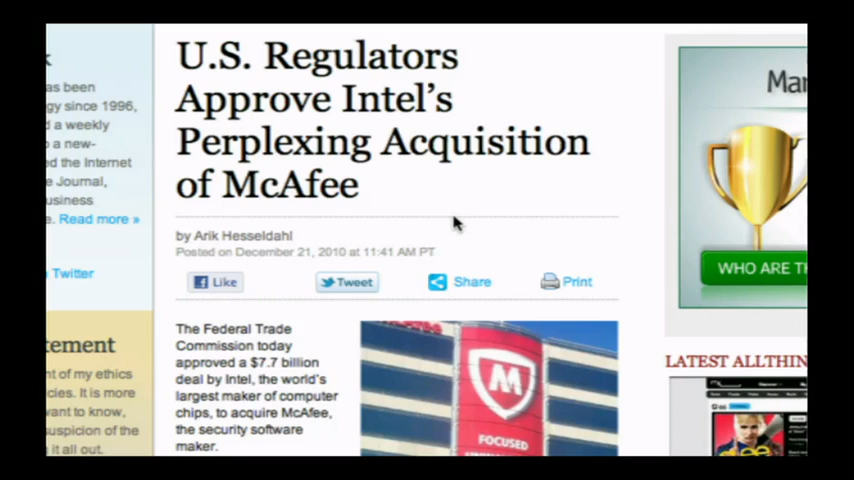 U.S. Regulators
Approve Intel's
Perplexing Acquisition
of McAfee
by Arik Hesseldahl
Posted on December 21, 2010 at 11:41 AM PT
Like
Tweet
Share
Print
The Federal Trade
Commission today
approved a $7.7 billion
deal by Intel, the world's
largest maker of computer
chips, to acquire McAfee,
the security software
maker.
FOCUSED
as been
gy since 1996,
d a weekly
o a new-
ed the Internet
e Journal,
usiness
e. Read more »
Twitter
tement
nt of my ethics
cies. It is more
want to know,
suspicion of the
it all out.
Mar
WHO ARE TH
LATEST ALLTHIN